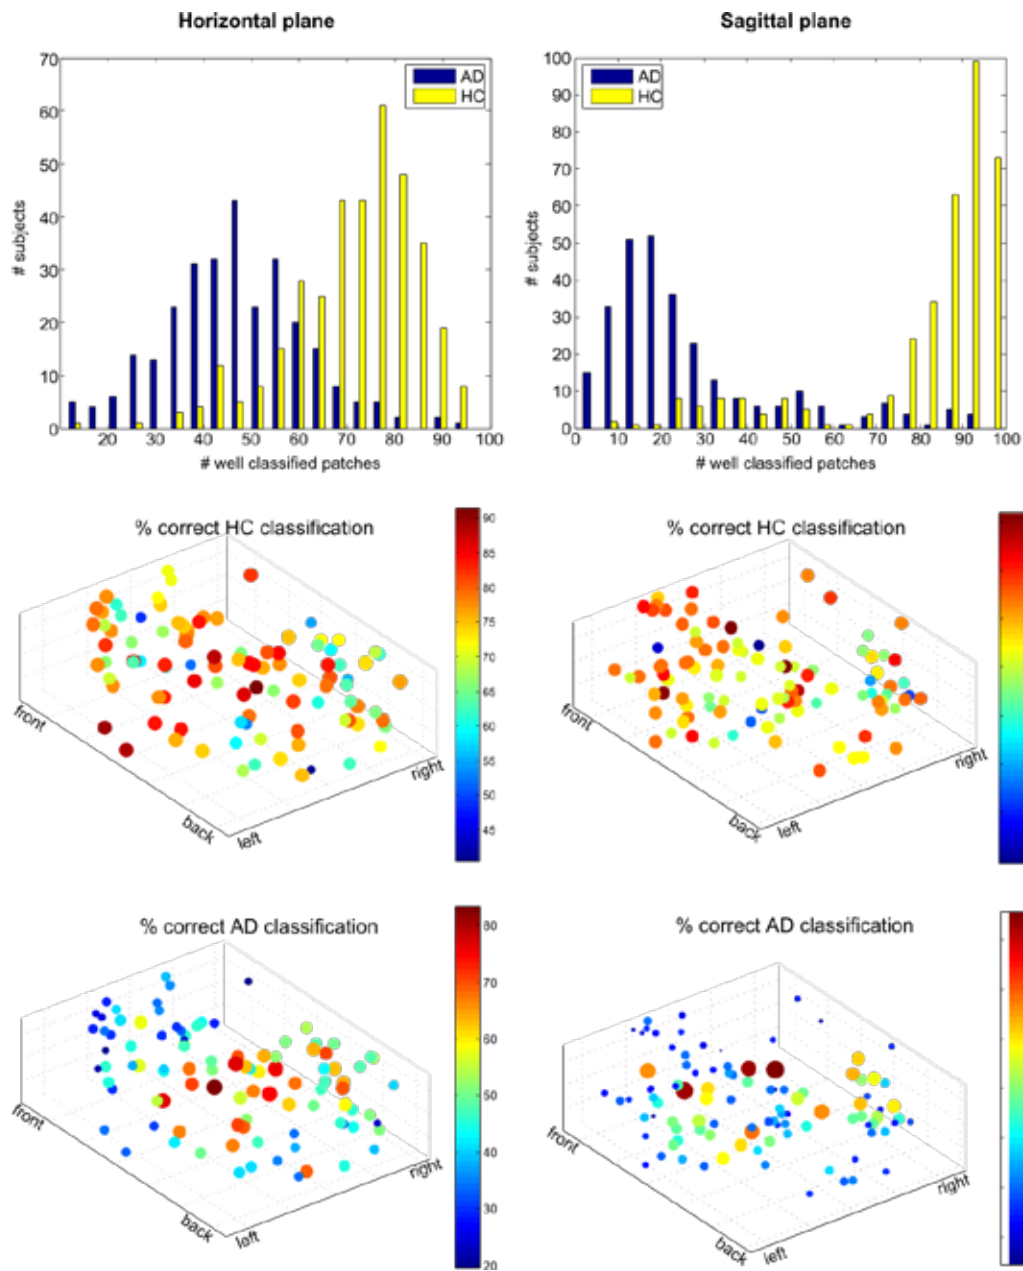 Horizontal plane
Sagittal plane
70
60
50
40
30
20
10
0
# subjects
AD
HC
20 30 40 50 60 70 80 90 100
# well classified patches
100
90
80
70
60
50
40
30
20
10
0
# subjects
AD
HC
0 10 20 30 40 50 60 70 80 90 100
# well classified patches
% correct HC classification
front
back
left
right
90
85
80
75
70
65
60
55
50
45
% correct HC classification
front
back
left
right
% correct AD classification
front
back
left
right
80
70
60
50
40
30
20
% correct AD classification
front
back
left
right